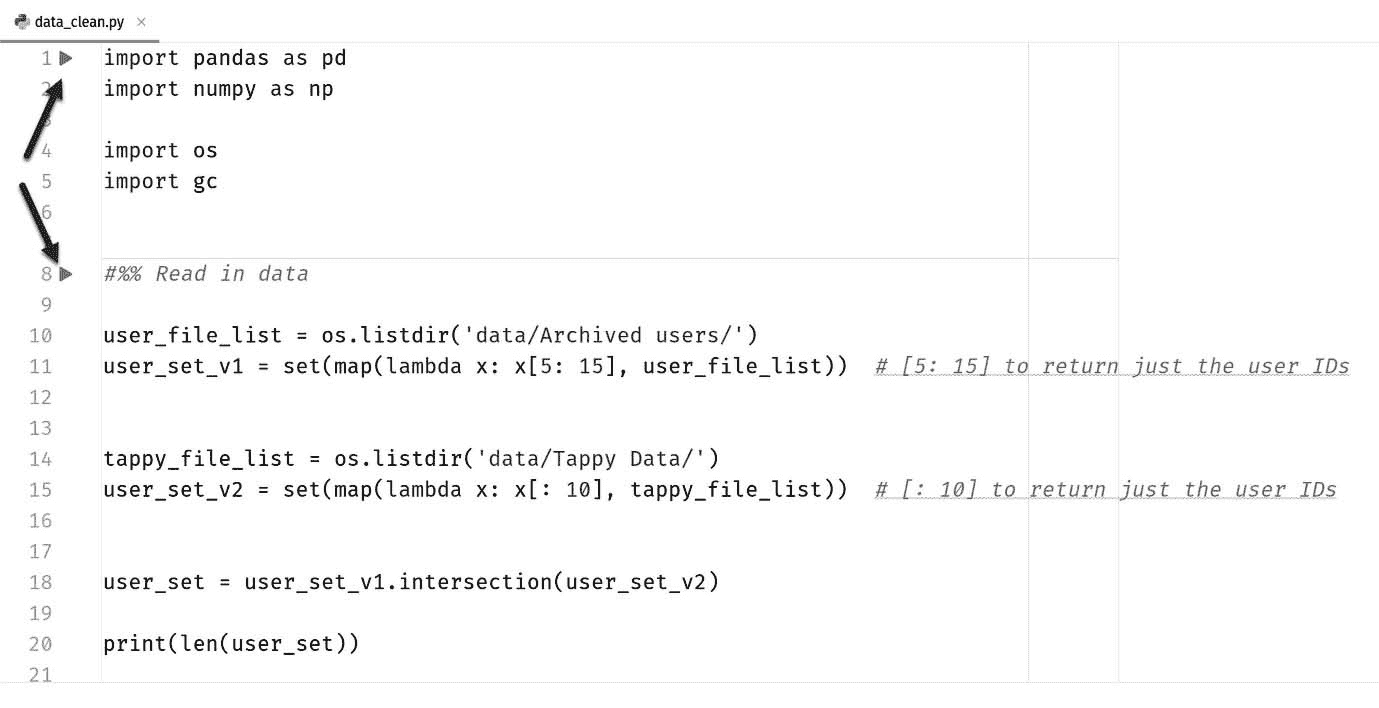 data_clean.py ×
1 import pandas as pd
2 import numpy as np
3
4 import os
5 import gc
6
8 #%% Read in data
9
10 user_file_list = os.listdir('data/Archived users/')
11 user_set_v1 = set(map(lambda x: x[5: 15], user_file_list))  # [5: 15] to return just the user IDs
12
13
14 tappy_file_list = os.listdir('data/Tappy Data/')
15 user_set_v2 = set(map(lambda x: x[: 10], tappy_file_list))  # [: 10] to return just the user IDs
16
17
18 user_set = user_set_v1.intersection(user_set_v2)
19
20 print(len(user_set))
21